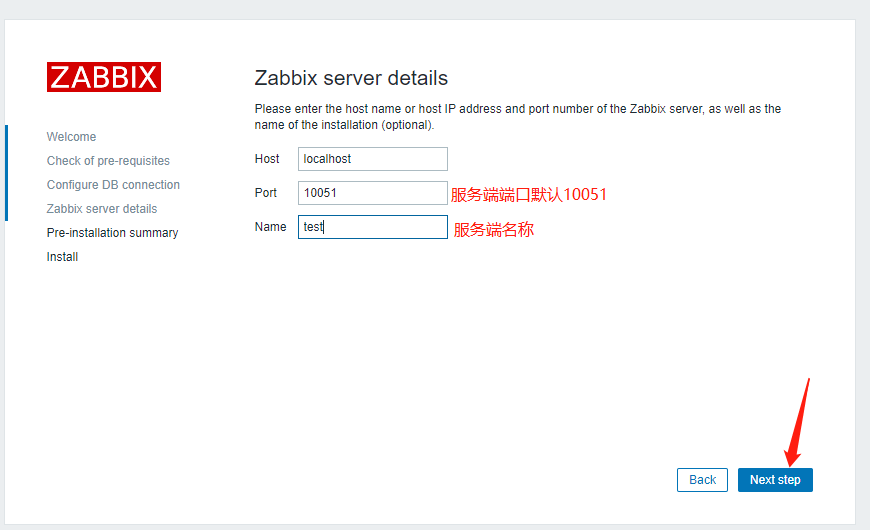 ZABBIX
Welcome
Check of pre-requisites
Configure DB connection
Zabbix server details
Pre-installation summary
Install
Zabbix server details
Please enter the host name or host IP address and port number of the Zabbix server, as well as the
name of the installation (optional).
Host localhost
Port 10051 服务端端口默认10051
Name test 服务端名称
Back Next step